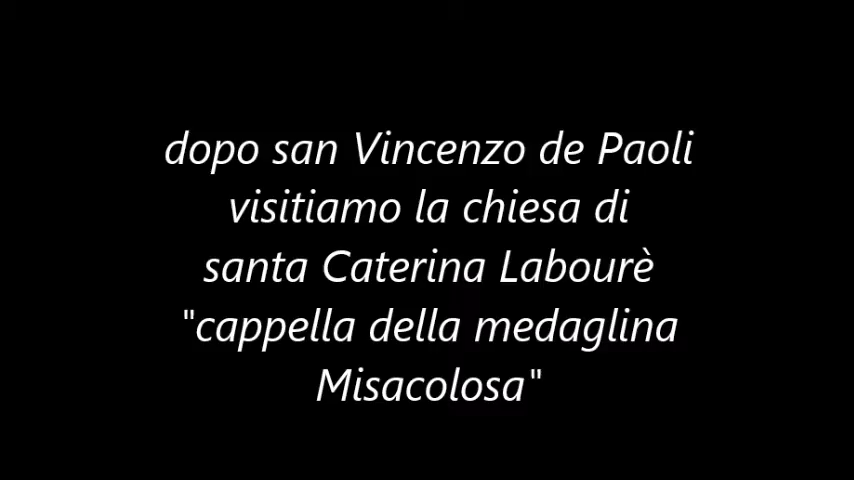 dopo san Vincenzo de Paoli
visitiamo la chiesa di
santa Caterina Labourè
"cappella della medaglina
Misacolosa"